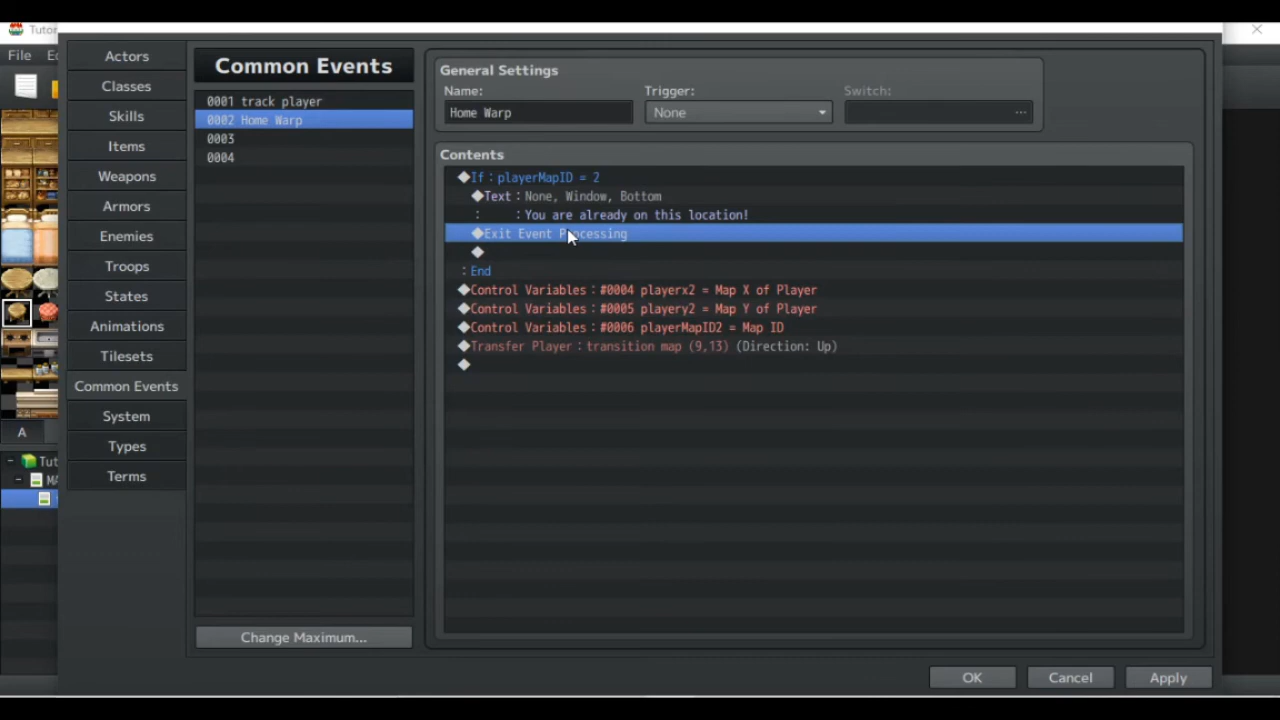 Tutor
File Ed
Actors
Classes
Skills
Items
Weapons
Armors
Enemies
Troops
States
Animations
Tilesets
Common Events
System
Types
Terms
Common Events
0001 track player
0002 Home Warp
0003
0004
Change Maximum...
General Settings
Name: Trigger: Switch:
Home Warp None ...
Contents
◆If：playerMapID = 2
◆Text：None, Window, Bottom
: ：You are already on this location!
◆Exit Event Processing
◆
：End
◆Control Variables：#0004 playerx2 = Map X of Player
◆Control Variables：#0005 playery2 = Map Y of Player
◆Control Variables：#0006 playerMapID2 = Map ID
◆Transfer Player：transition map (9,13) (Direction: Up)
◆
A
Tut
MA
OK Cancel Apply